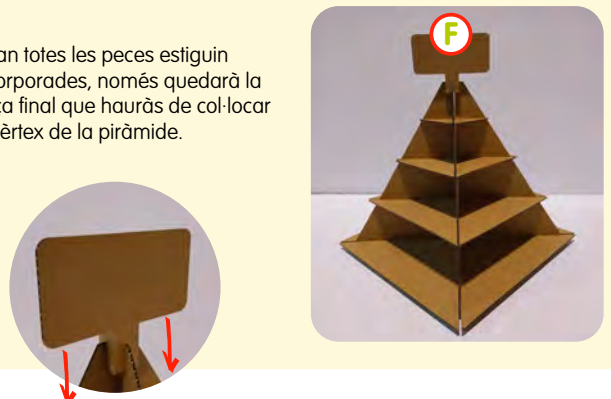 an totes les peces estiguin
orporades, només quedarà la
ça final que hauràs de col·locar
èrtex de la piràmide.
F